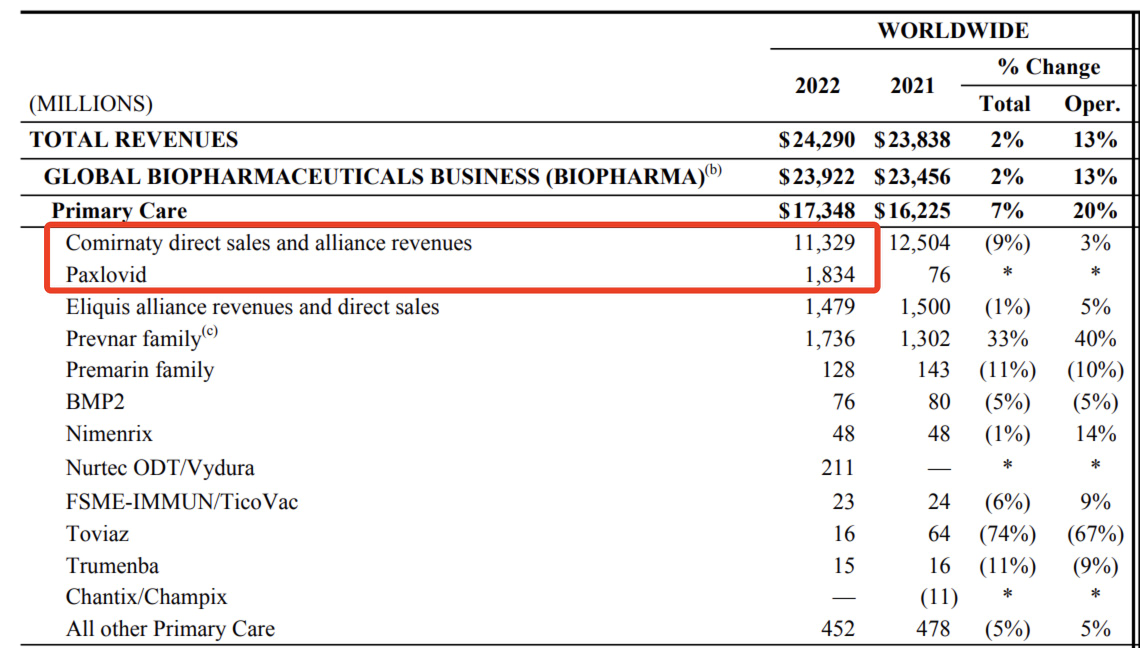 WORLDWIDE
% Change
2022 2021
(MILLIONS) Total Oper.
TOTAL REVENUES $24,290 $23,838 2% 13%
GLOBAL BIOPHARMACEUTICALS BUSINESS (BIOPHARMA)(b) $23,922 $23,456 2% 13%
Primary Care $17,348 $16,225 7% 20%
Comirnaty direct sales and alliance revenues 11,329 12,504 (9%) 3%
Paxlovid 1,834 76 * *
Eliquis alliance revenues and direct sales 1,479 1,500 (1%) 5%
Prevnar family(c) 1,736 1,302 33% 40%
Premarin family 128 143 (11%) (10%)
BMP2 76 80 (5%) (5%)
Nimenrix 48 48 (1%) 14%
Nurtec ODT/Vydura 211 — * *
FSME-IMMUN/TicoVac 23 24 (6%) 9%
Toviaz 16 64 (74%) (67%)
Trumenba 15 16 (11%) (9%)
Chantix/Champix — (11) * *
All other Primary Care 452 478 (5%) 5%